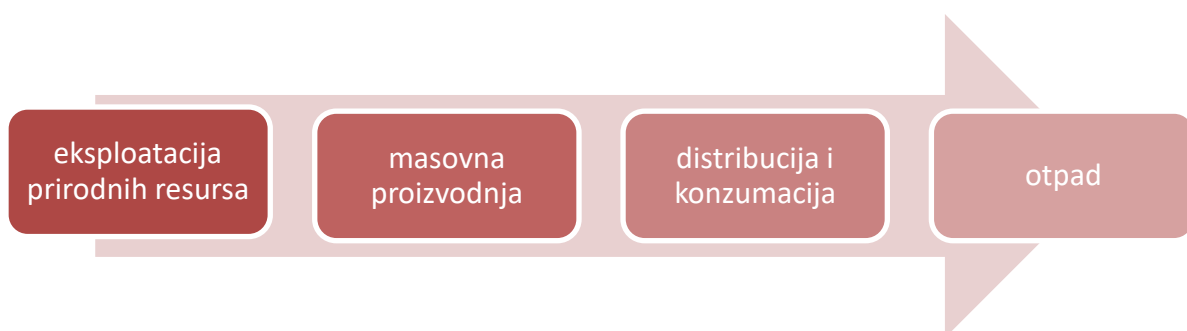 eksploatacija
prirodnih resursa
masovna
proizvodnja
distribucija i
konzumacija
otpad